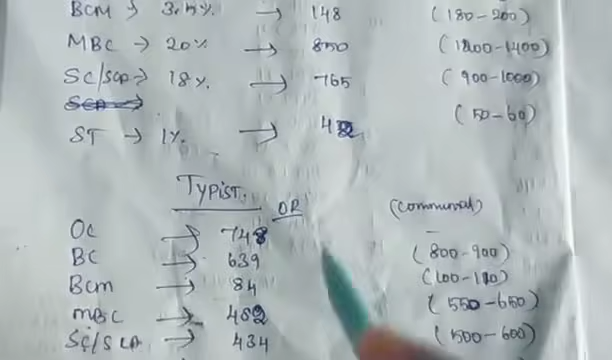 BCM → 3.5% → 148 (180-200)
MBC → 20% → 850 (1200-1400)
SC/SCA → 18% → 765 (900-1000)
ST → 1% → 42 (50-60)
TYPIST. OR (Communal)
OC → 748
BC → 639 (800-900)
BCM → 84 (100-110)
MBC → 482 (550-650)
SC/SCA → 434 (500-600)